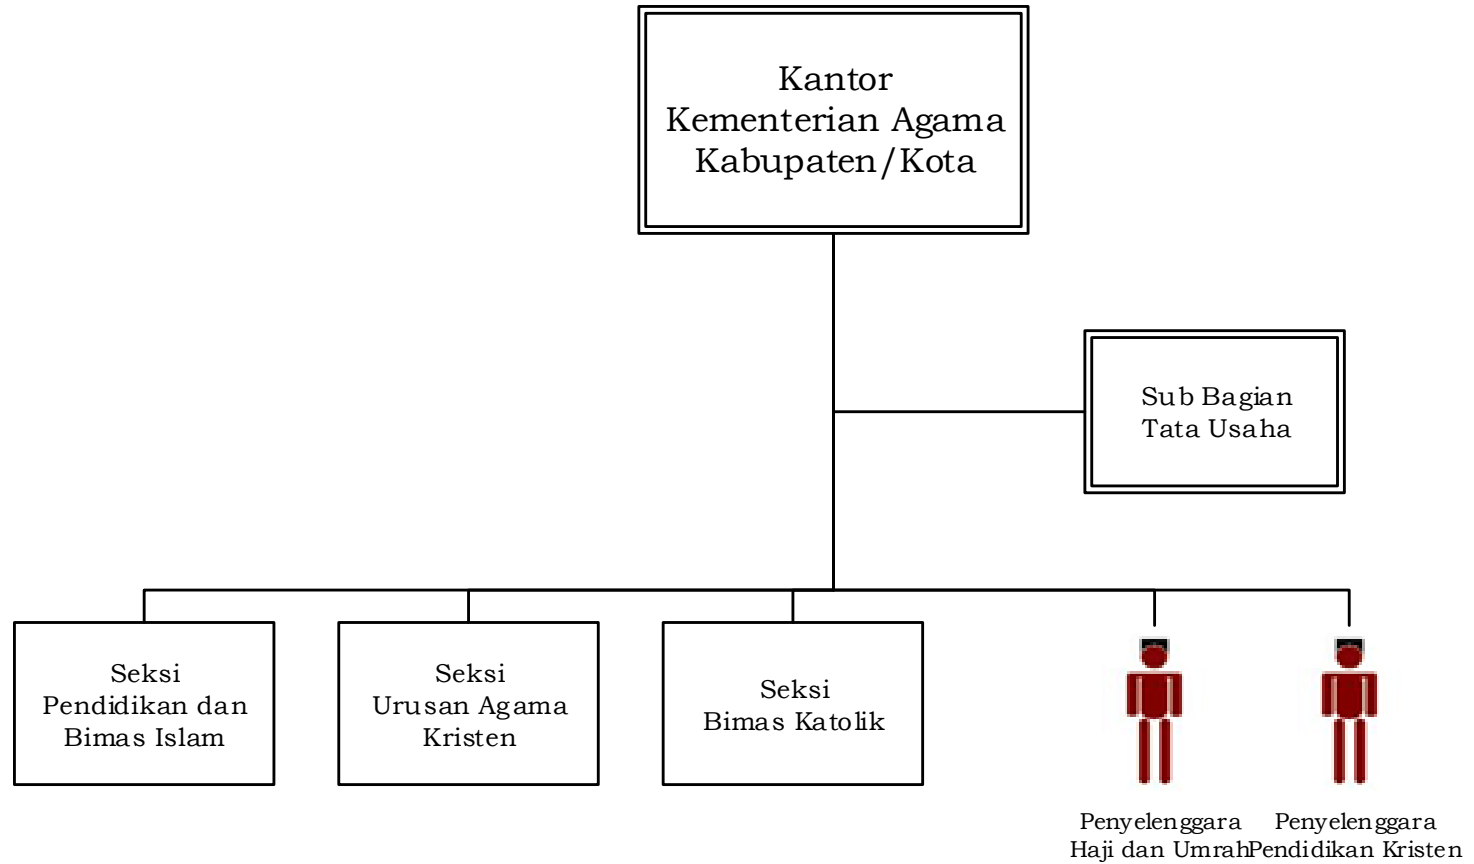 Kantor
Kementerian Agama
Kabupaten/Kota
Sub Bagian
Tata Usaha
Seksi
Pendidikan dan
Bimas Islam
Seksi
Urusan Agama
Kristen
Seksi
Bimas Katolik
Penyelenggara
Haji dan Umrah
Penyelenggara
Pendidikan Kristen